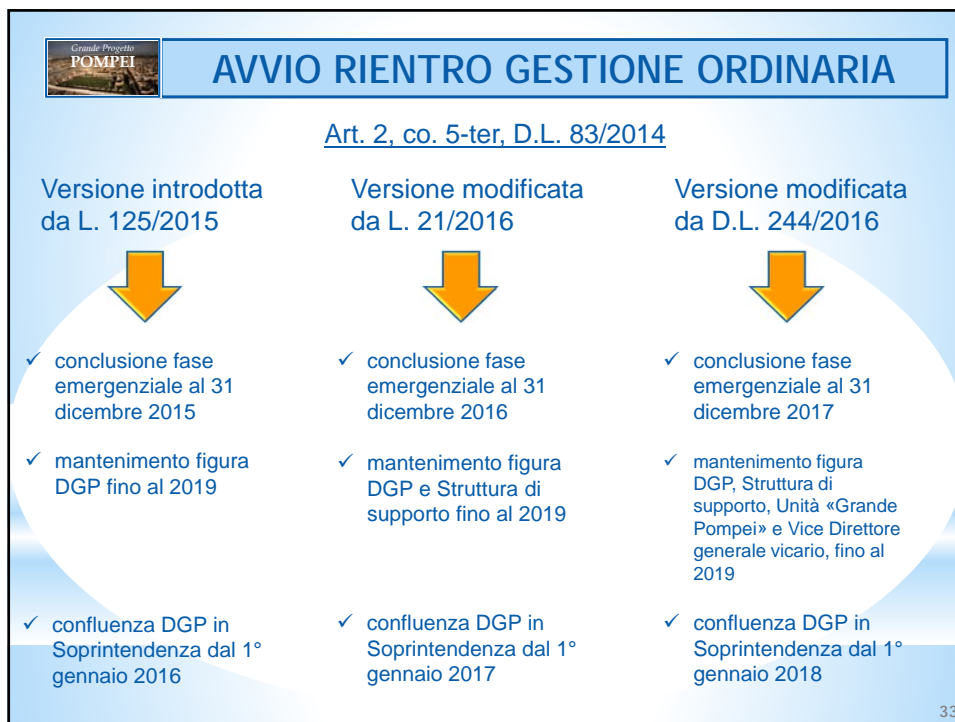 Grande Progetto
POMPEI
AVVIO RIENTRO GESTIONE ORDINARIA
Art. 2, co. 5-ter, D.L. 83/2014
Versione introdotta
da L. 125/2015
✓ conclusione fase
emergenziale al 31
dicembre 2015
✓ mantenimento figura
DGP fino al 2019
✓ confluenza DGP in
Soprintendenza dal 1°
gennaio 2016
Versione modificata
da L. 21/2016
✓ conclusione fase
emergenziale al 31
dicembre 2016
✓ mantenimento figura
DGP e Struttura di
supporto fino al 2019
✓ confluenza DGP in
Soprintendenza dal 1°
gennaio 2017
Versione modificata
da D.L. 244/2016
✓ conclusione fase
emergenziale al 31
dicembre 2017
✓ mantenimento figura
DGP, Struttura di
supporto, Unità «Grande
Pompei» e Vice Direttore
generale vicario, fino al
2019
✓ confluenza DGP in
Soprintendenza dal 1°
gennaio 2018
33